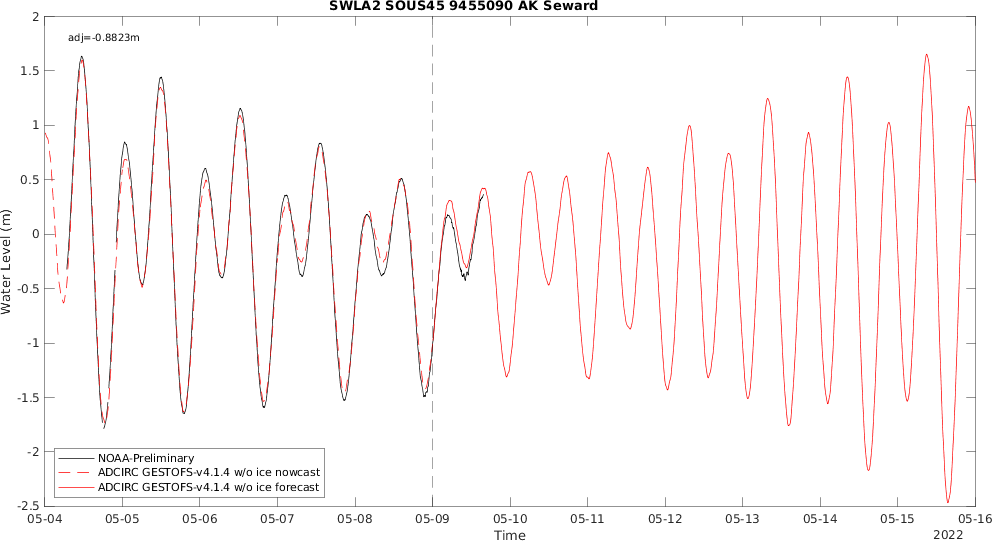 SWLA2 SOUS45 9455090 AK Seward
adj=-0.8823m
2
1.5
1
0.5
0
-0.5
-1
-1.5
-2
-2.5
Water Level (m)
NOAA-Preliminary
ADCIRC GESTOFS-v4.1.4 w/o ice nowcast
ADCIRC GESTOFS-v4.1.4 w/o ice forecast
05-04 05-05 05-06 05-07 05-08 05-09 05-10 05-11 05-12 05-13 05-14 05-15 05-16
Time
2022